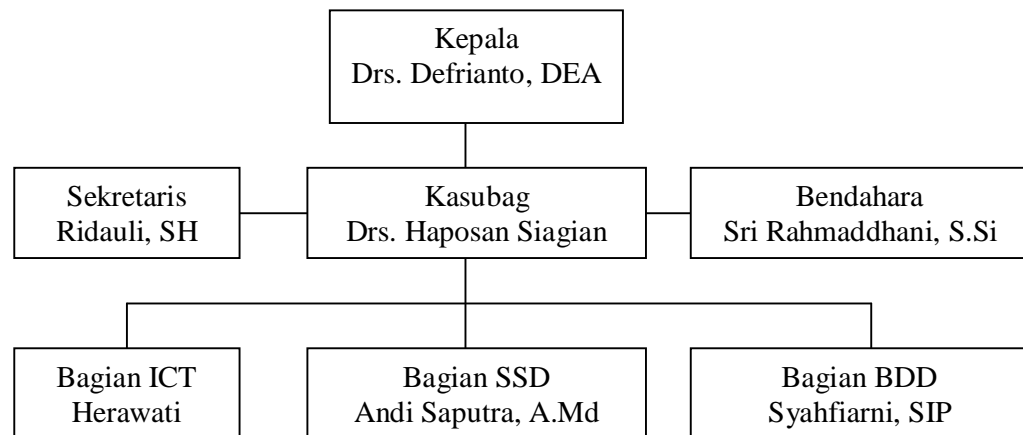 Kepala
Drs. Defrianto, DEA
Sekretaris
Ridauli, SH
Kasubag
Drs. Haposan Siagian
Bendahara
Sri Rahmaddhani, S.Si
Bagian ICT
Herawati
Bagian SSD
Andi Saputra, A.Md
Bagian BDD
Syahfiarni, SIP